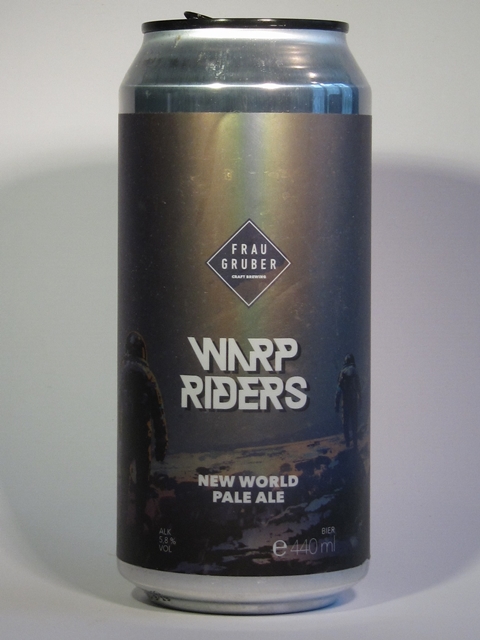 FRAU
GRUBER
CRAFT BREWING
WARP
RIDERS
NEW WORLD
PALE ALE
ALK
5,8 %
VOL
BIER
e 440 ml